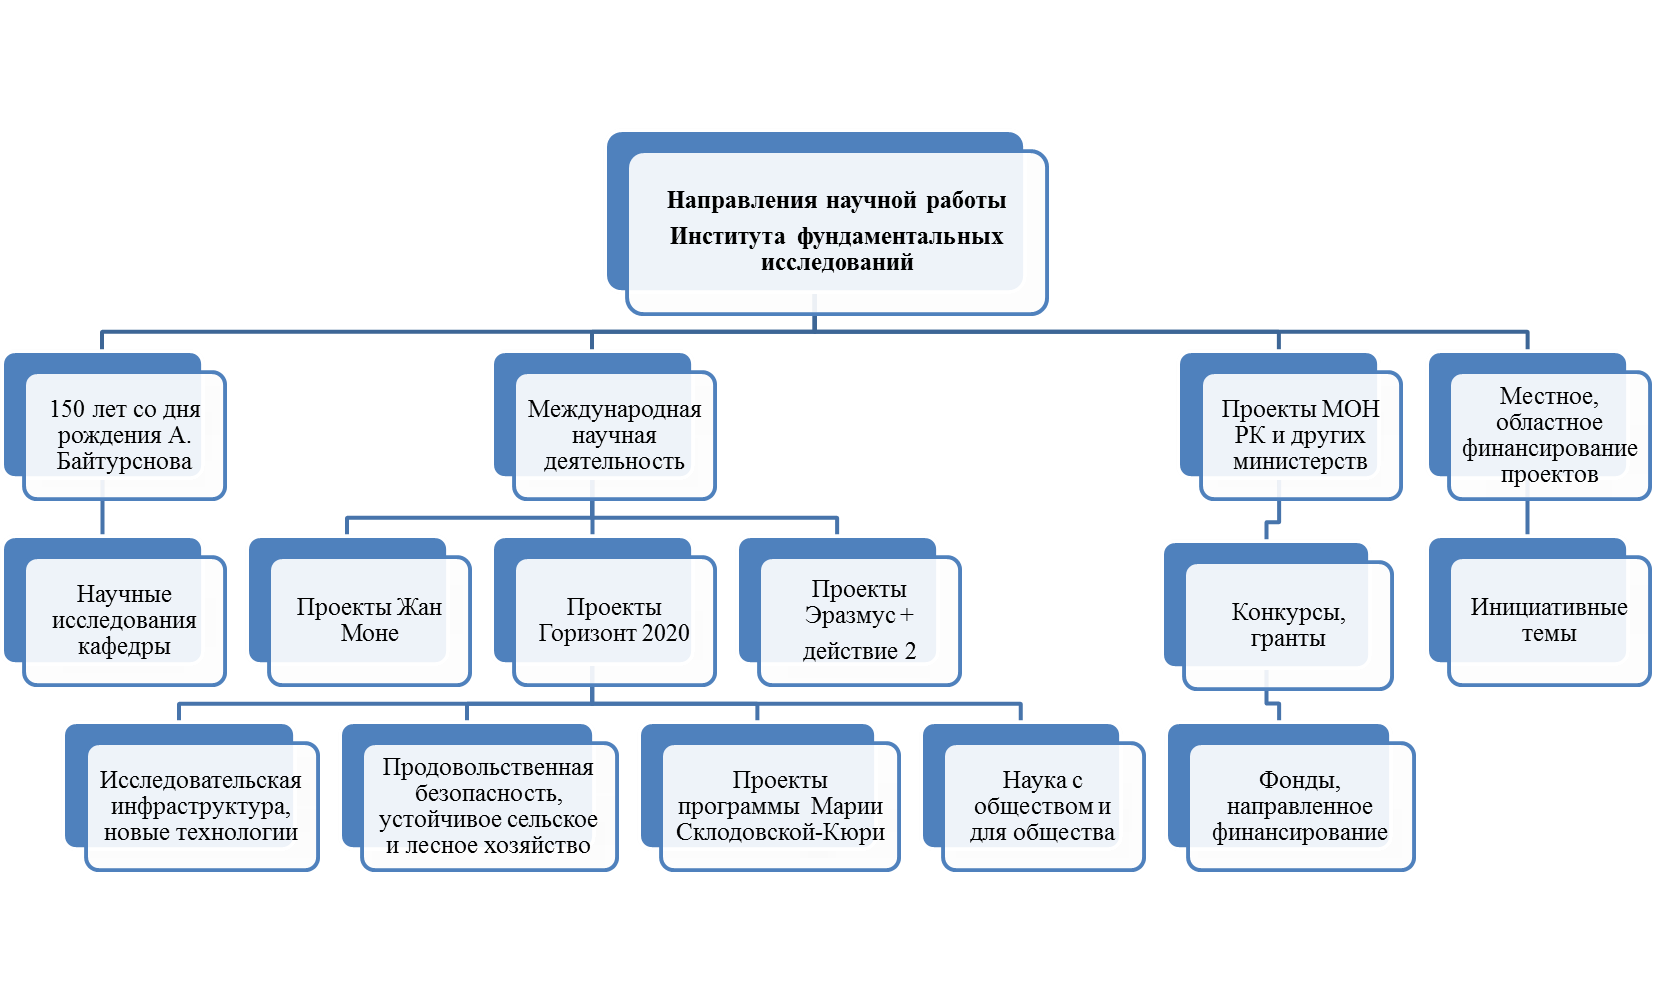 Направления научной работы
Института фундаментальных
исследований
150 лет со дня
рождения А.
Байтурснова
Международная
научная
деятельность
Проекты МОН
РК и других
министерств
Местное,
областное
финансирование
проектов
Научные
исследования
кафедры
Проекты Жан
Моне
Проекты
Горизонт 2020
Проекты
Эразмус +
действие 2
Конкурсы,
гранты
Инициативные
темы
Исследовательская
инфраструктура,
новые технологии
Продовольственная
безопасность,
устойчивое сельское
и лесное хозяйство
Проекты
программы Марии
Склодовской-Кюри
Наука с
обществом и
для общества
Фонды,
направленное
финансирование